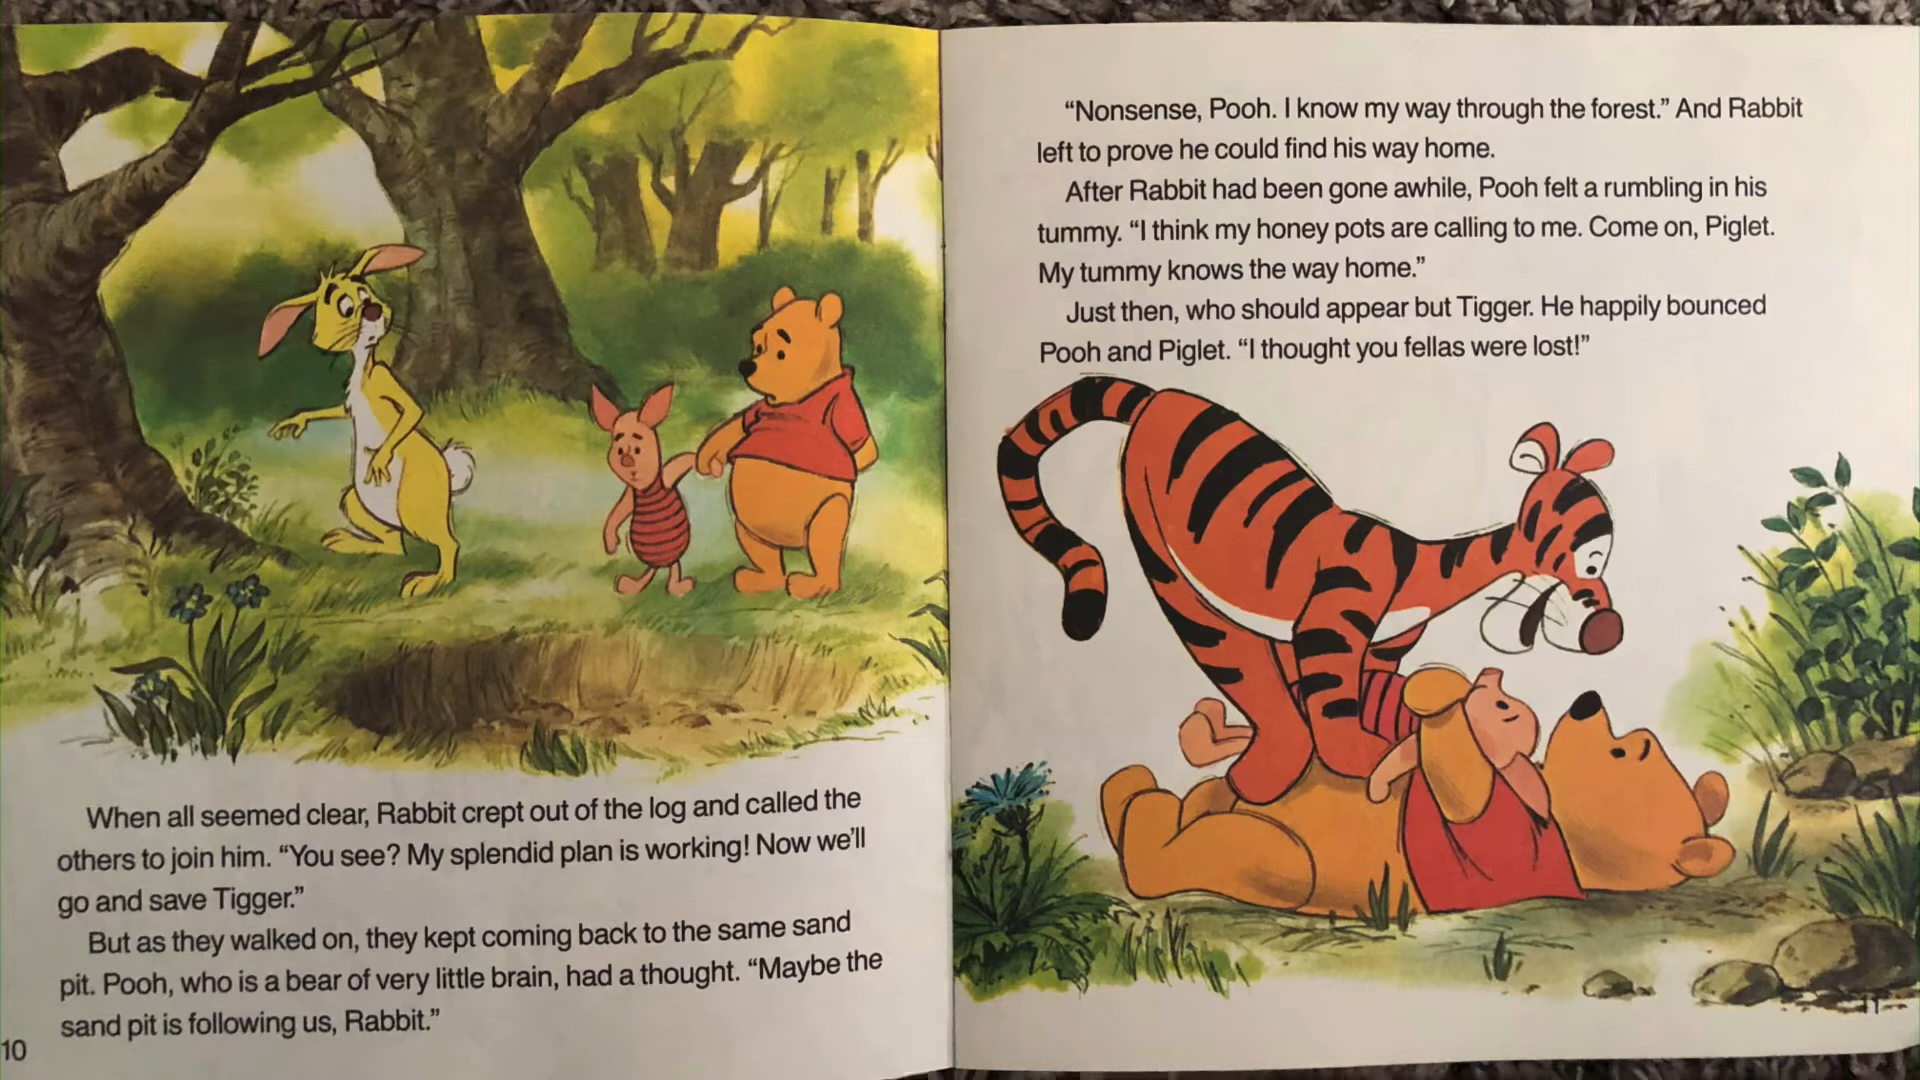 When all seemed clear, Rabbit crept out of the log and called the
others to join him. “You see? My splendid plan is working! Now we’ll
go and save Tigger.”
But as they walked on, they kept coming back to the same sand
pit. Pooh, who is a bear of very little brain, had a thought. “Maybe the
sand pit is following us, Rabbit.”
10
“Nonsense, Pooh. I know my way through the forest.” And Rabbit
left to prove he could find his way home.
After Rabbit had been gone awhile, Pooh felt a rumbling in his
tummy. “I think my honey pots are calling to me. Come on, Piglet.
My tummy knows the way home.”
Just then, who should appear but Tigger. He happily bounced
Pooh and Piglet. “I thought you fellas were lost!”
11